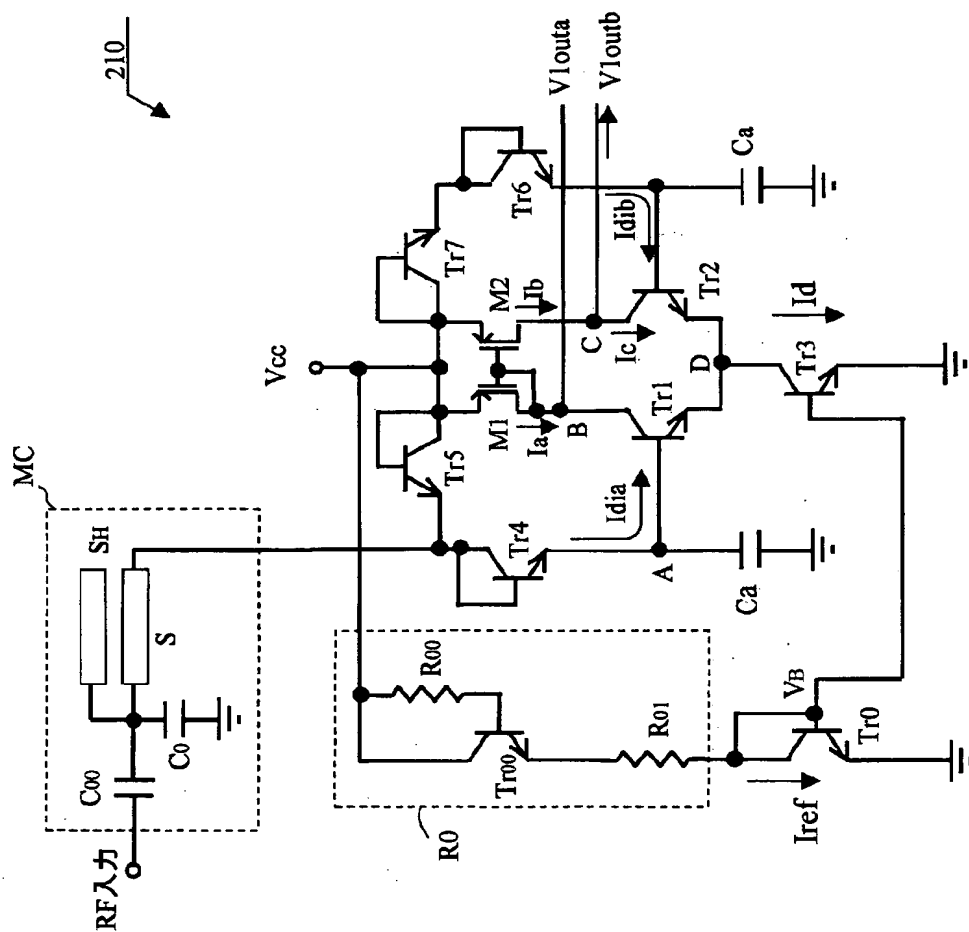 210
MC
SH
S
C00
C0
RF入力
Vcc
Tr5
Tr7
M1
M2
Tr6
Tr4
Ia
Ib
V1outa
V1outb
B
C
Idia
Idib
Ic
Tr1
Tr2
A
D
Ca
Ca
Id
Tr3
R0
R00
Tr00
R01
VB
Iref
Tr0